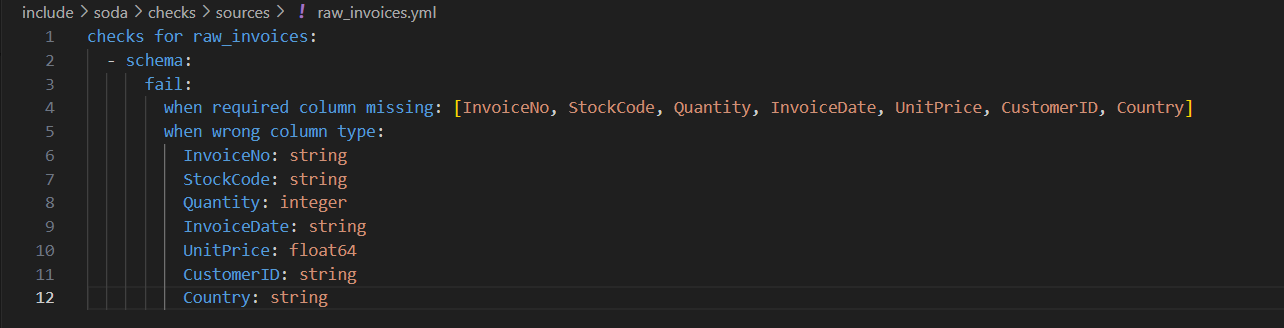 include > soda > checks > sources > ! raw_invoices.yml
1 checks for raw_invoices:
2   - schema:
3       fail:
4         when required column missing: [InvoiceNo, StockCode, Quantity, InvoiceDate, UnitPrice, CustomerID, Country]
5         when wrong column type:
6           InvoiceNo: string
7           StockCode: string
8           Quantity: integer
9           InvoiceDate: string
10           UnitPrice: float64
11           CustomerID: string
12           Country: string